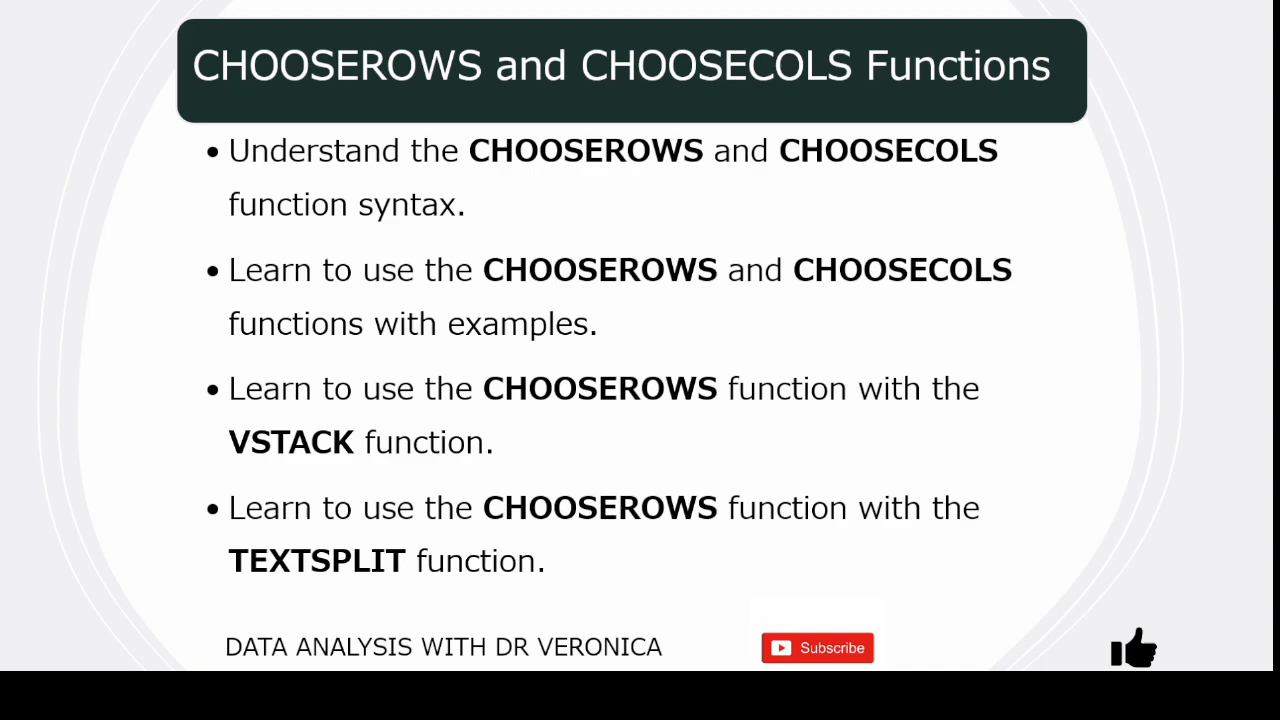 CHOOSEROWS and CHOOSECOLS Functions
• Understand the CHOOSEROWS and CHOOSECOLS
function syntax.
• Learn to use the CHOOSEROWS and CHOOSECOLS
functions with examples.
• Learn to use the CHOOSEROWS function with the
VSTACK function.
• Learn to use the CHOOSEROWS function with the
TEXTSPLIT function.
DATA ANALYSIS WITH DR VERONICA
Subscribe